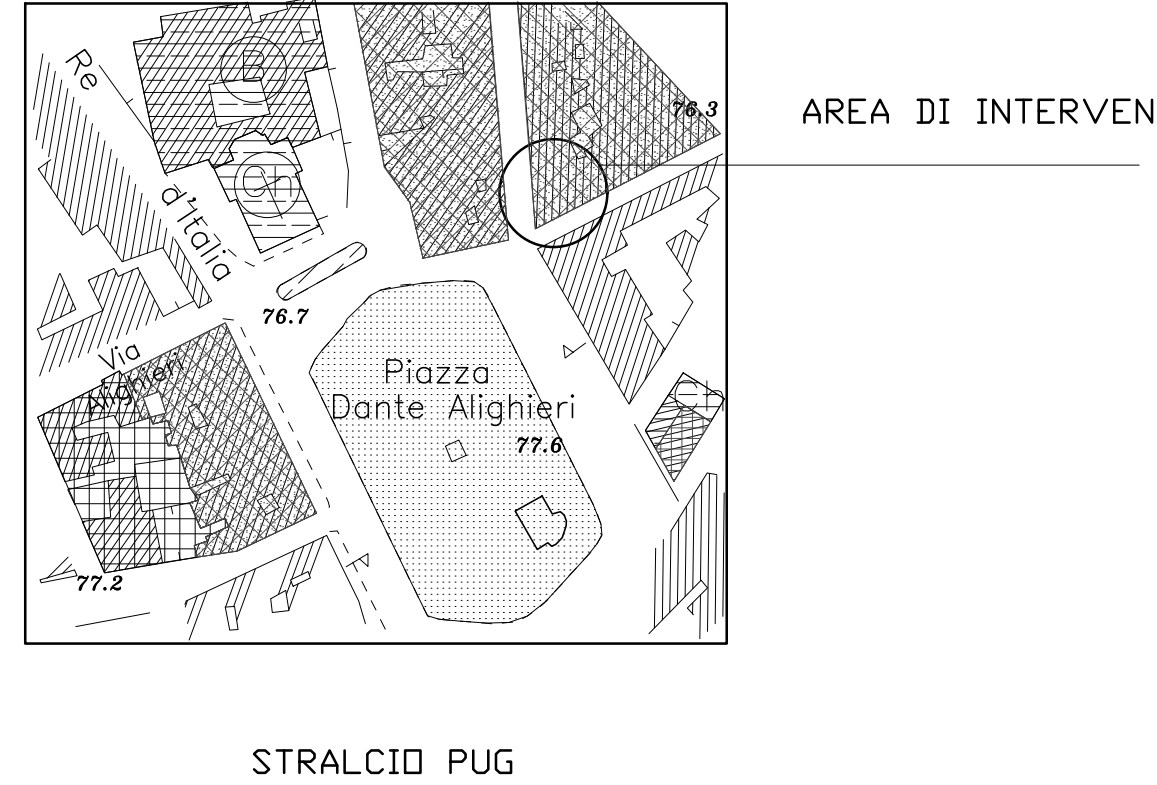 Re
B
76.3
AREA DI INTERVEN
Ch
d'Italia
76.7
Via
Alighieri
Piazza
Dante Alighieri
Ch
77.6
77.2
STRALCIO PUG